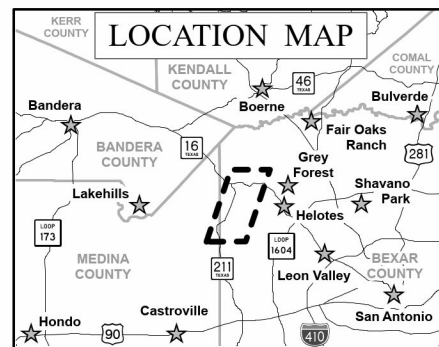 KERR
COUNTY
LOCATION MAP
KENDALL
COUNTY
46
TEXAS
COMAL
COUNTY
Boerne
Bandera
Bulverde
16
TEXAS
Fair Oaks
Ranch
BANDERA
COUNTY
281
Grey
Forest
Lakehills
Shavano
Park
Helotes
LOOP
173
LOOP
1604
MEDINA
COUNTY
211
TEXAS
BEXAR
COUNTY
Leon Valley
Castroville
San Antonio
Hondo
90
410